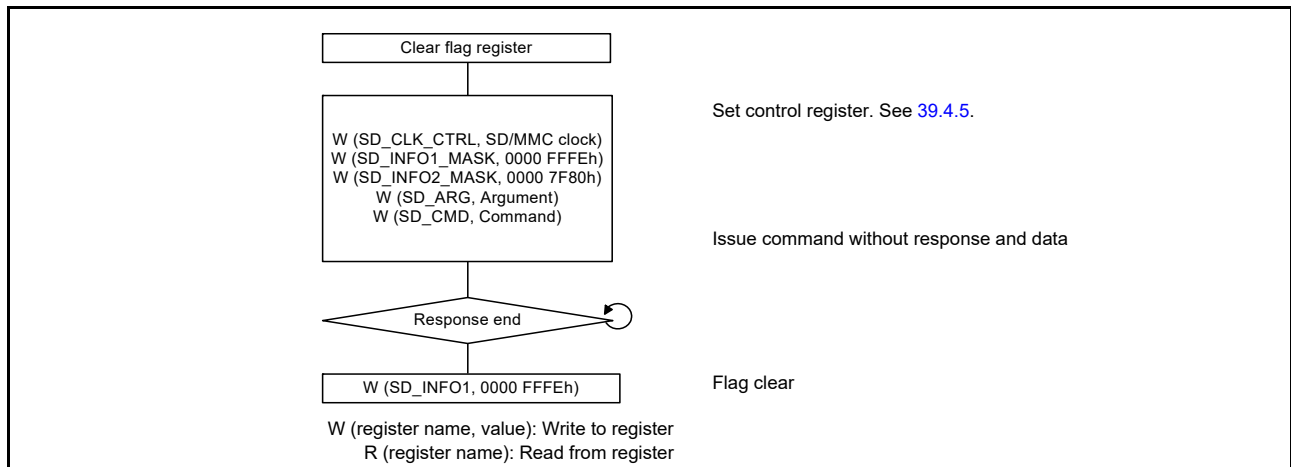 Clear flag register
Set control register. See 39.4.5.
W (SD_CLK_CTRL, SD/MMC clock)
W (SD_INFO1_MASK, 0000 FFFEh)
W (SD_INFO2_MASK, 0000 7F80h)
W (SD_ARG, Argument)
W (SD_CMD, Command)
Issue command without response and data
Response end
W (SD_INFO1, 0000 FFFEh)
Flag clear
W (register name, value): Write to register
R (register name): Read from register